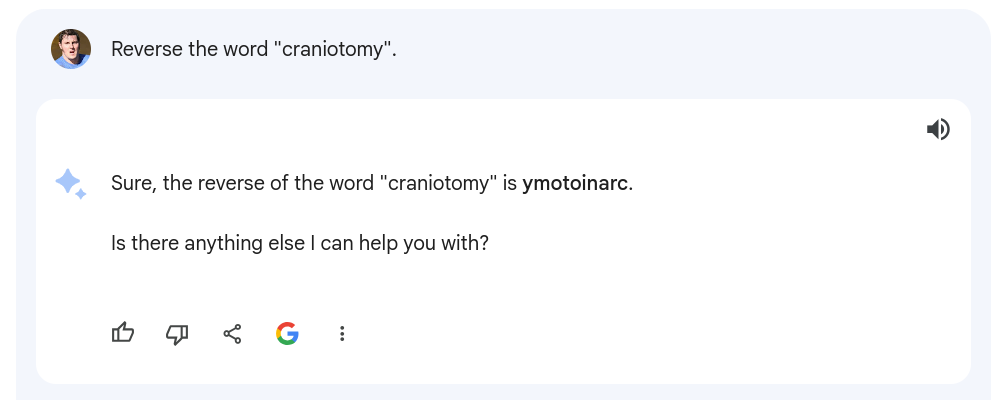 Reverse the word "craniotomy".
Sure, the reverse of the word "craniotomy" is ymotoinarc.
Is there anything else I can help you with?